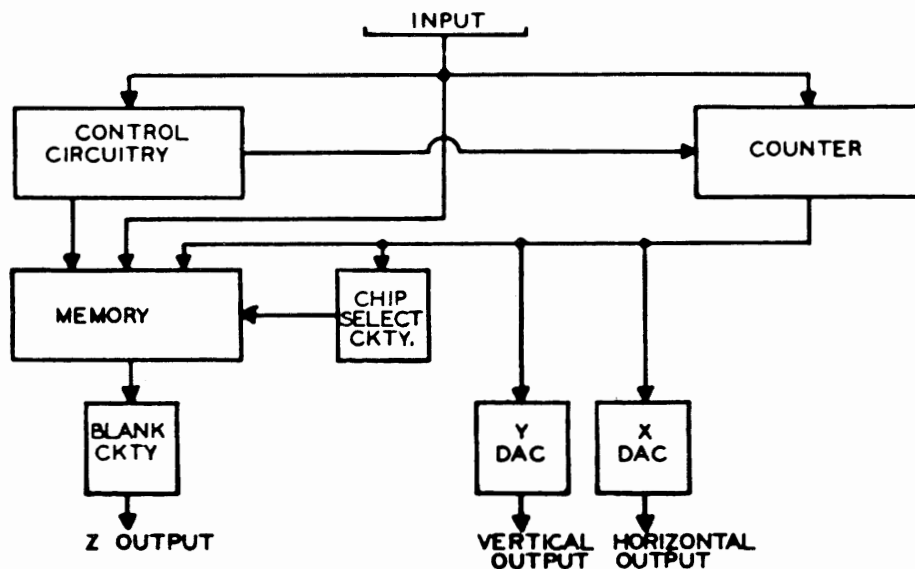 INPUT
CONTROL
CIRCUITRY
COUNTER
MEMORY
CHIP
SELECT
CKTY.
BLANK
CKTY
Y
DAC
X
DAC
Z OUTPUT
VERTICAL
OUTPUT
HORIZONTAL
OUTPUT